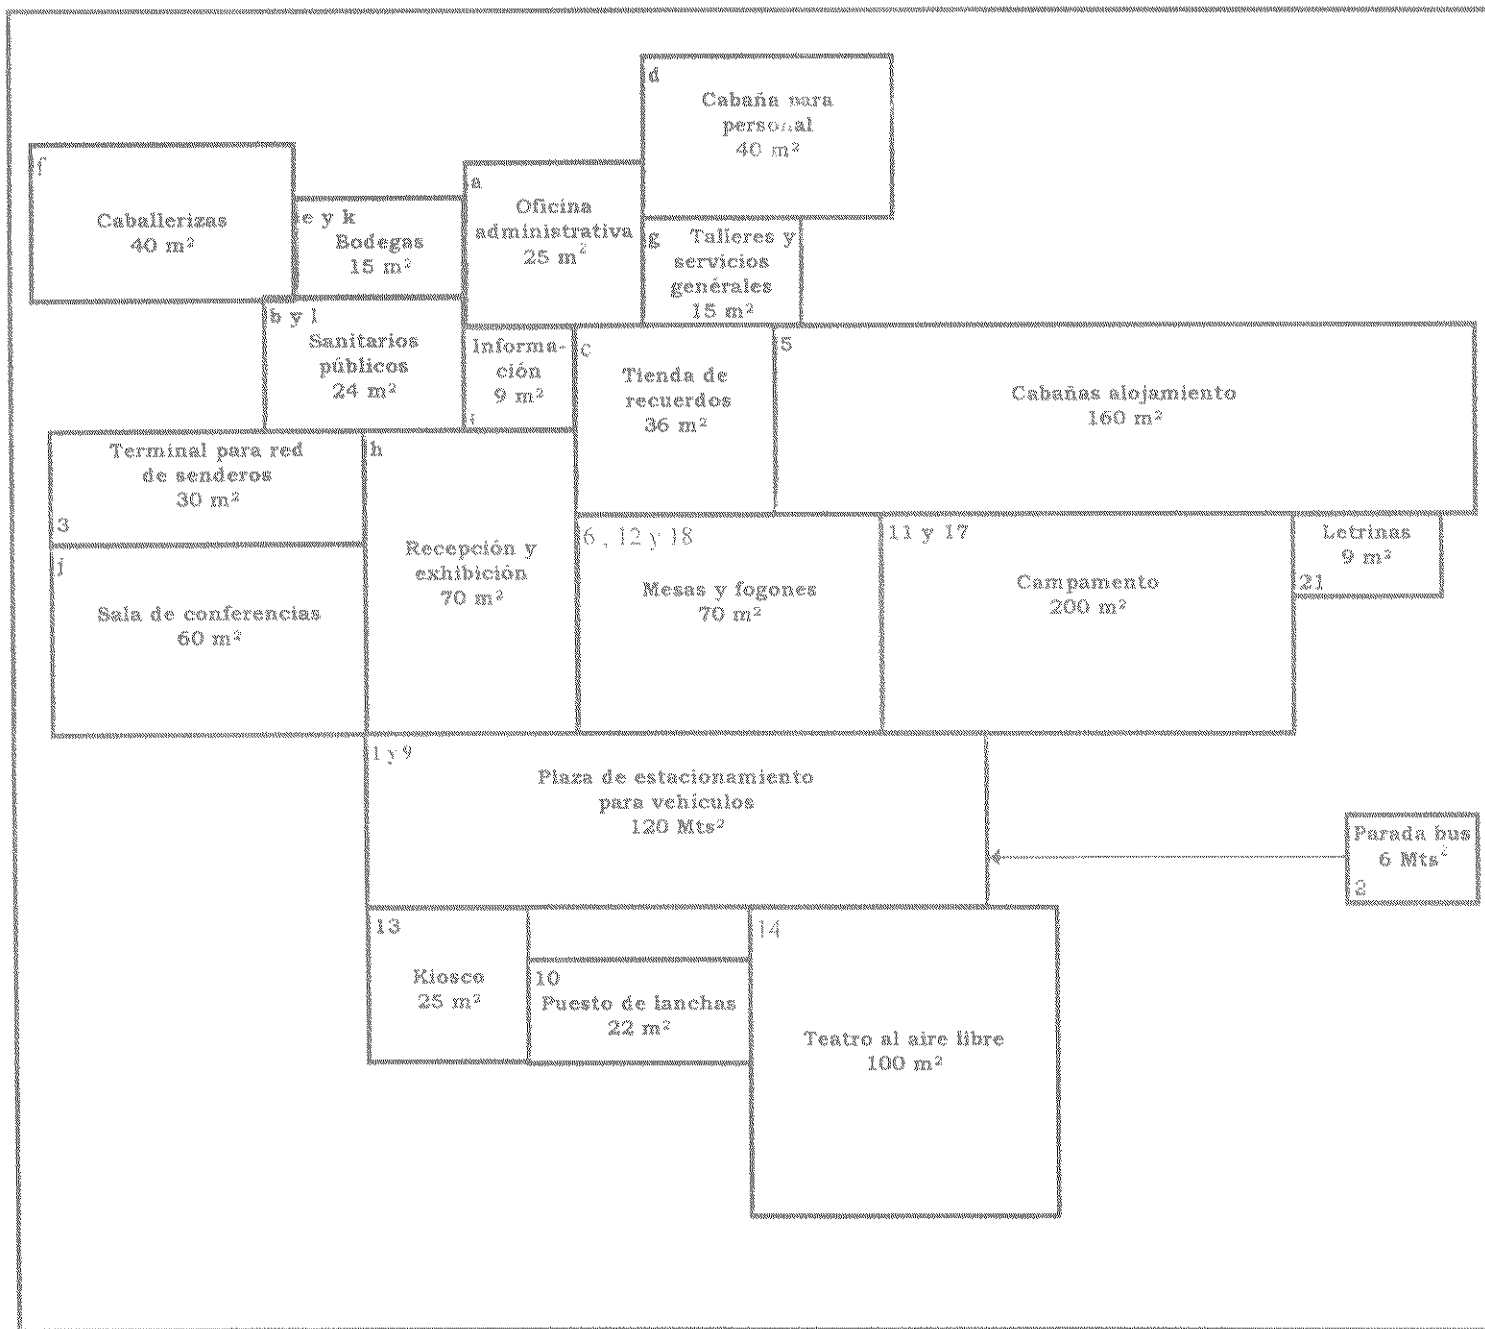 d
Cabaña para
personal
40 m²
f
Caballerizas
40 m²
e y k
Bodegas
15 m²
a
Oficina
administrativa
25 m²
g Talleres y
servicios
genérales
15 m²
b y l
Sanitarios
públicos
24 m²
Informa-
ción
9 m²
i
c
Tienda de
recuerdos
36 m²
5
Cabañas alojamiento
160 m²
Terminal para red
de senderos
30 m²
3
h
Recepción y
exhibición
70 m²
6 , 12 y 18
Mesas y fogones
70 m²
11 y 17
Campamento
200 m²
Letrinas
9 m²
21
j
Sala de conferencias
60 m²
1 y 9
Plaza de estacionamiento
para vehículos
120 Mts²
Parada bus
6 Mts²
2
13
Kiosco
25 m²
10
Puesto de lanchas
22 m²
14
Teatro al aire libre
100 m²